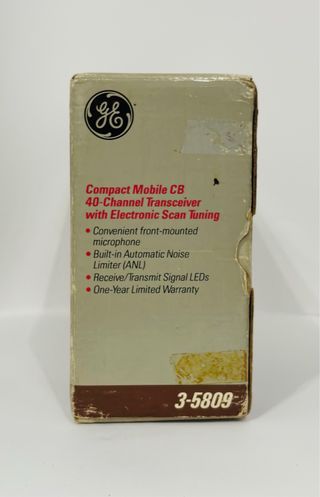 GE
Compact Mobile CB
40-Channel Transceiver
with Electronic Scan Tuning
• Convenient front-mounted
microphone
• Built-in Automatic Noise
Limiter (ANL)
• Receive/Transmit Signal LEDs
• One-Year Limited Warranty
3-5809